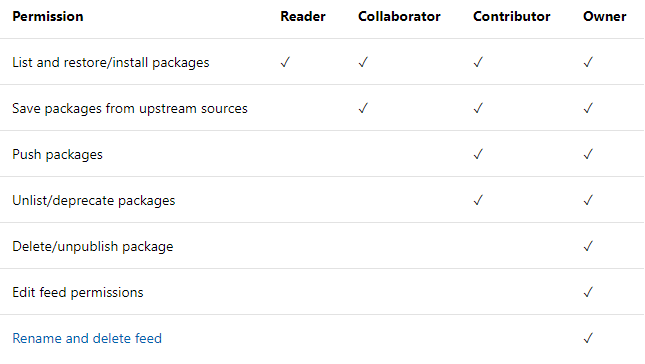 Permission Reader Collaborator Contributor Owner
List and restore/install packages ✓ ✓ ✓ ✓
Save packages from upstream sources ✓ ✓ ✓
Push packages ✓ ✓
Unlist/deprecate packages ✓ ✓
Delete/unpublish package ✓
Edit feed permissions ✓
Rename and delete feed ✓